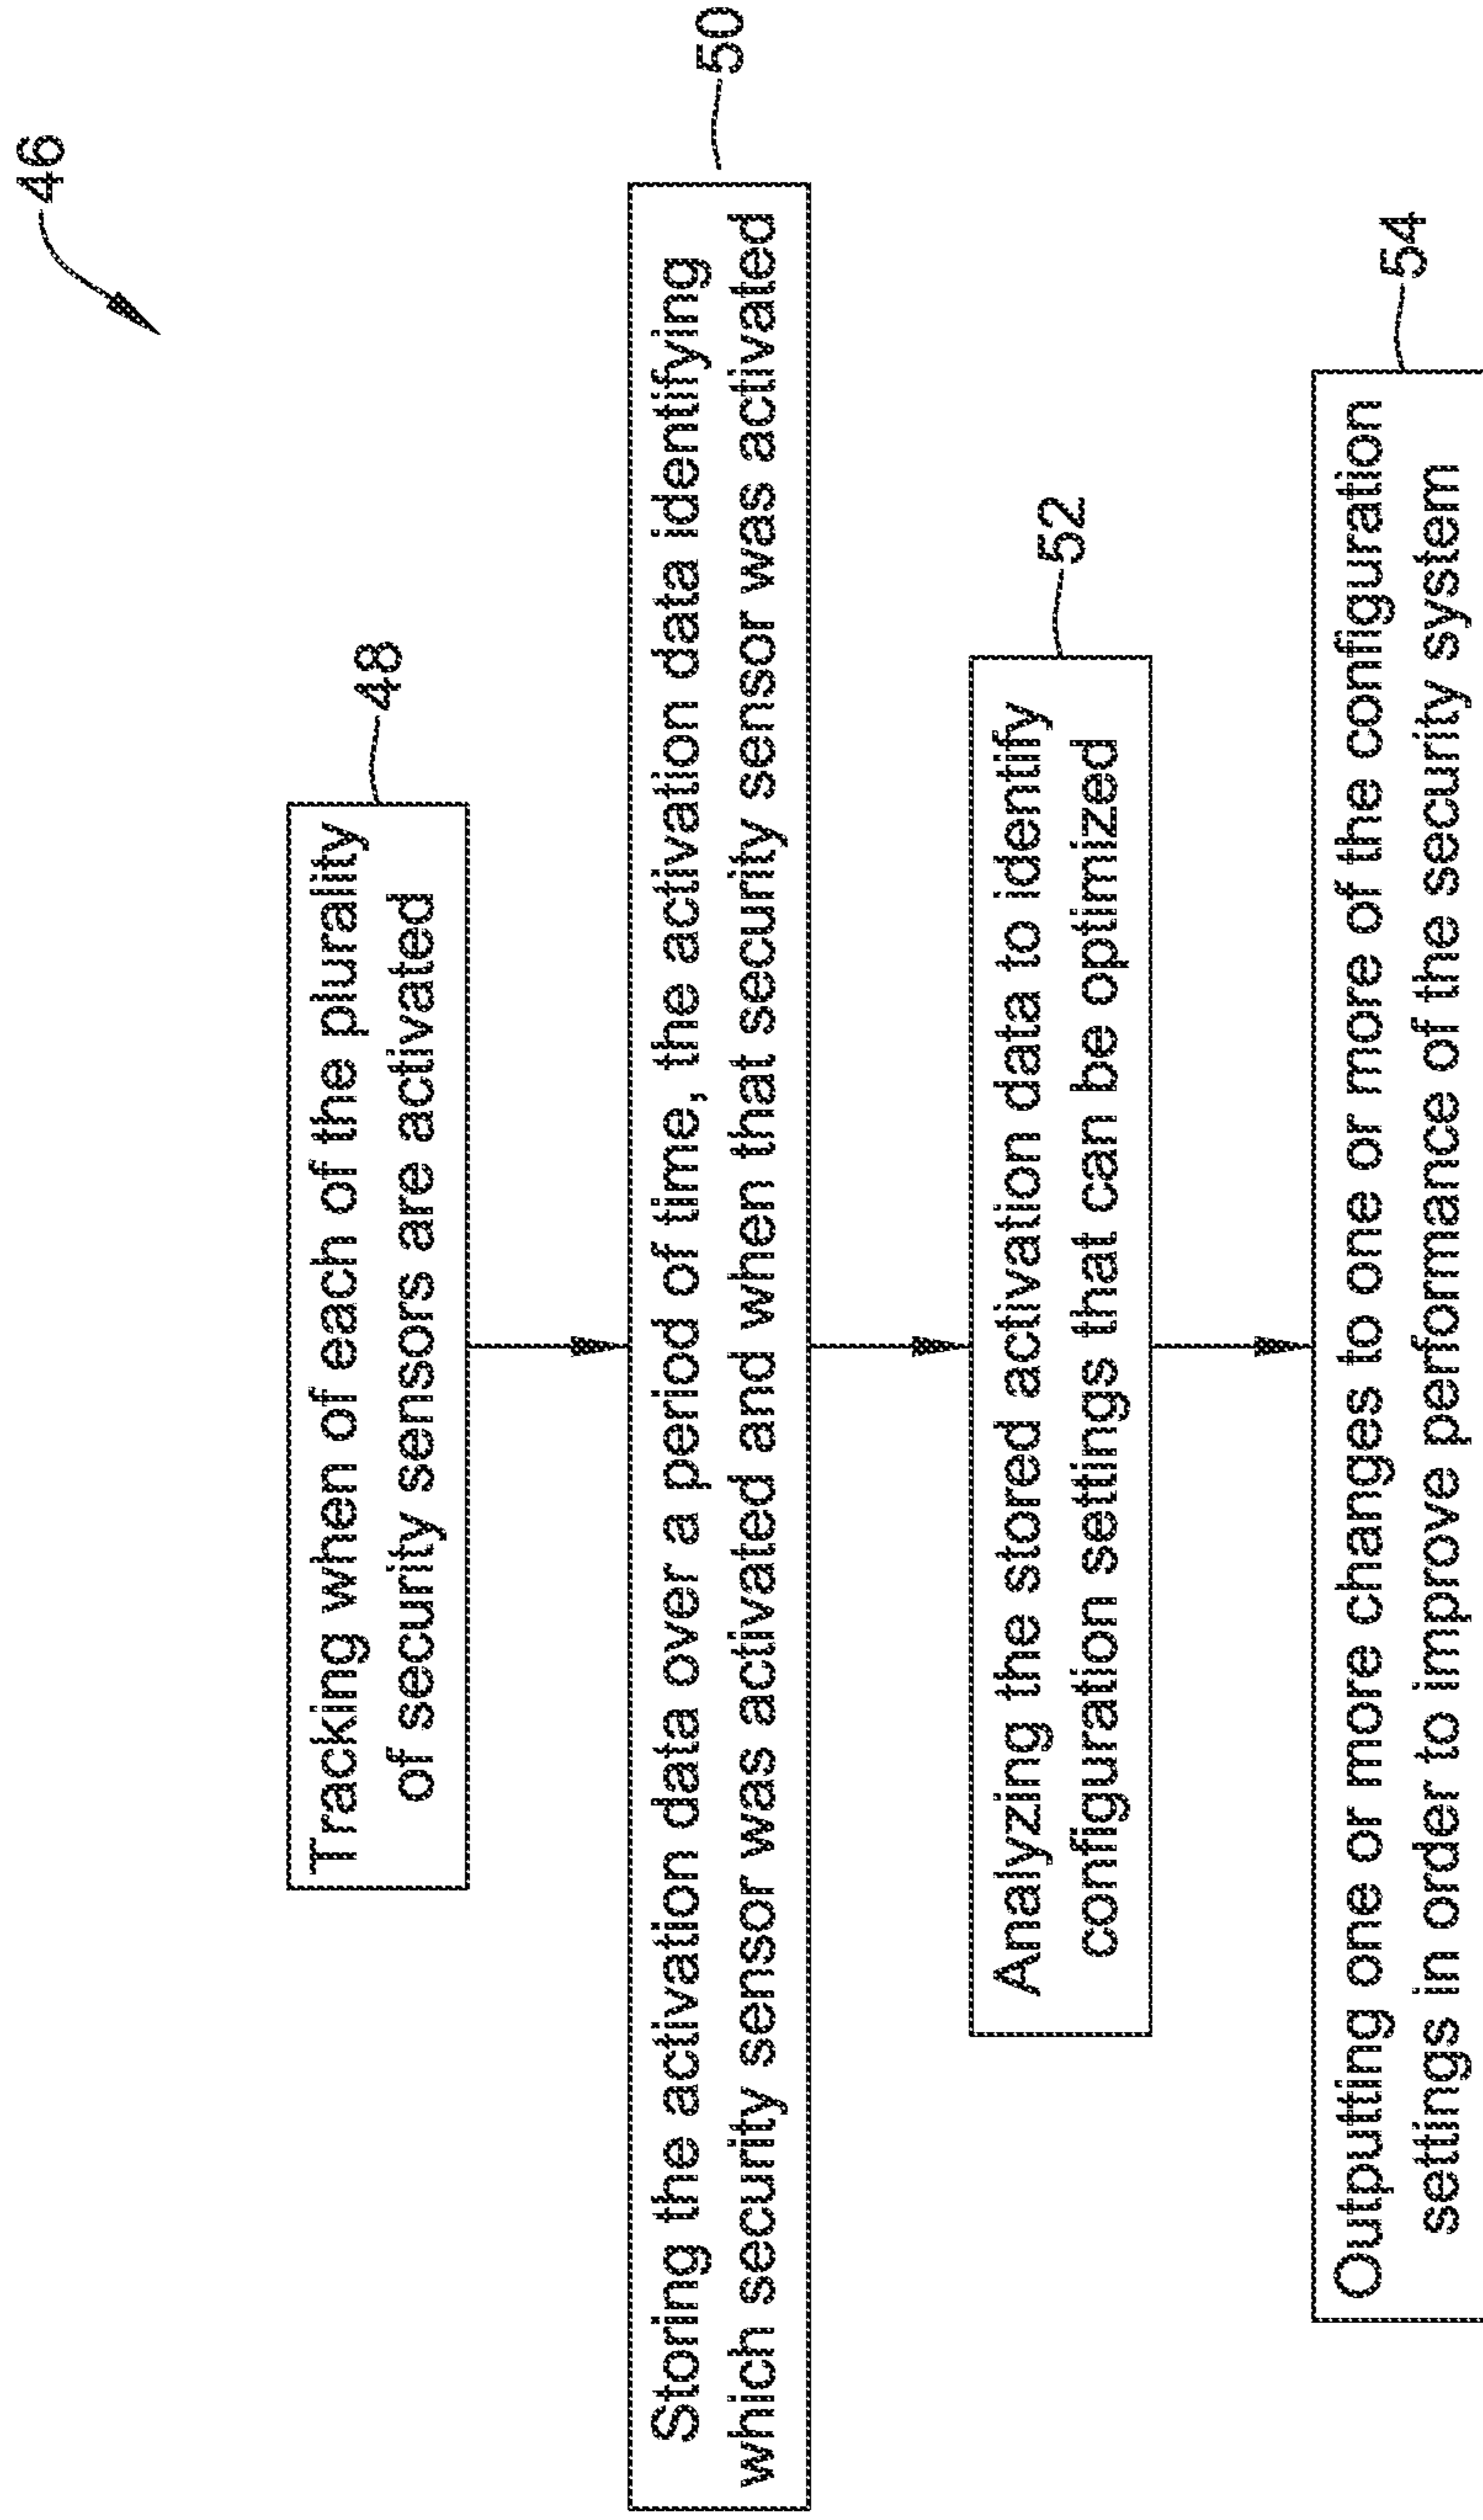 46
Tracking when of each of the plurality
of security sensors are activated
48
Storing the activation data over a period of time, the activation data identifying
which security sensor was activated and when that security sensor was activated
50
Analyzing the stored activation data to identify
configuration settings that can be optimized
52
Outputting one or more changes to one or more of the configuration
settings in order to improve performance of the security system
54